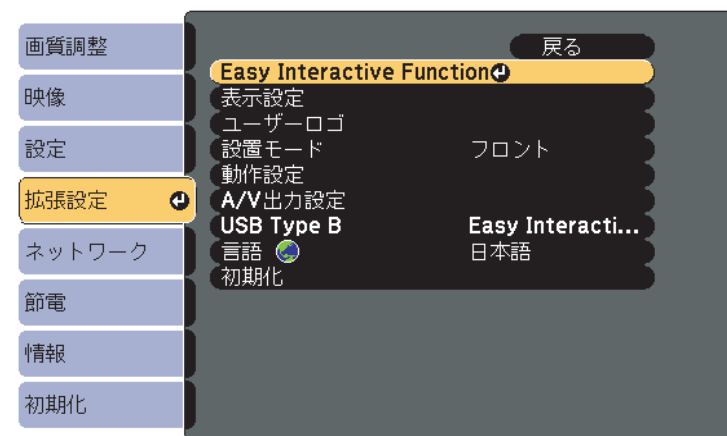 画質調整
映像
設定
拡張設定
ネットワーク
節電
情報
初期化
戻る
Easy Interactive Function
表示設定
ユーザーロゴ
設置モード フロント
動作設定
A/V出力設定
USB Type B Easy Interacti...
言語 日本語
初期化